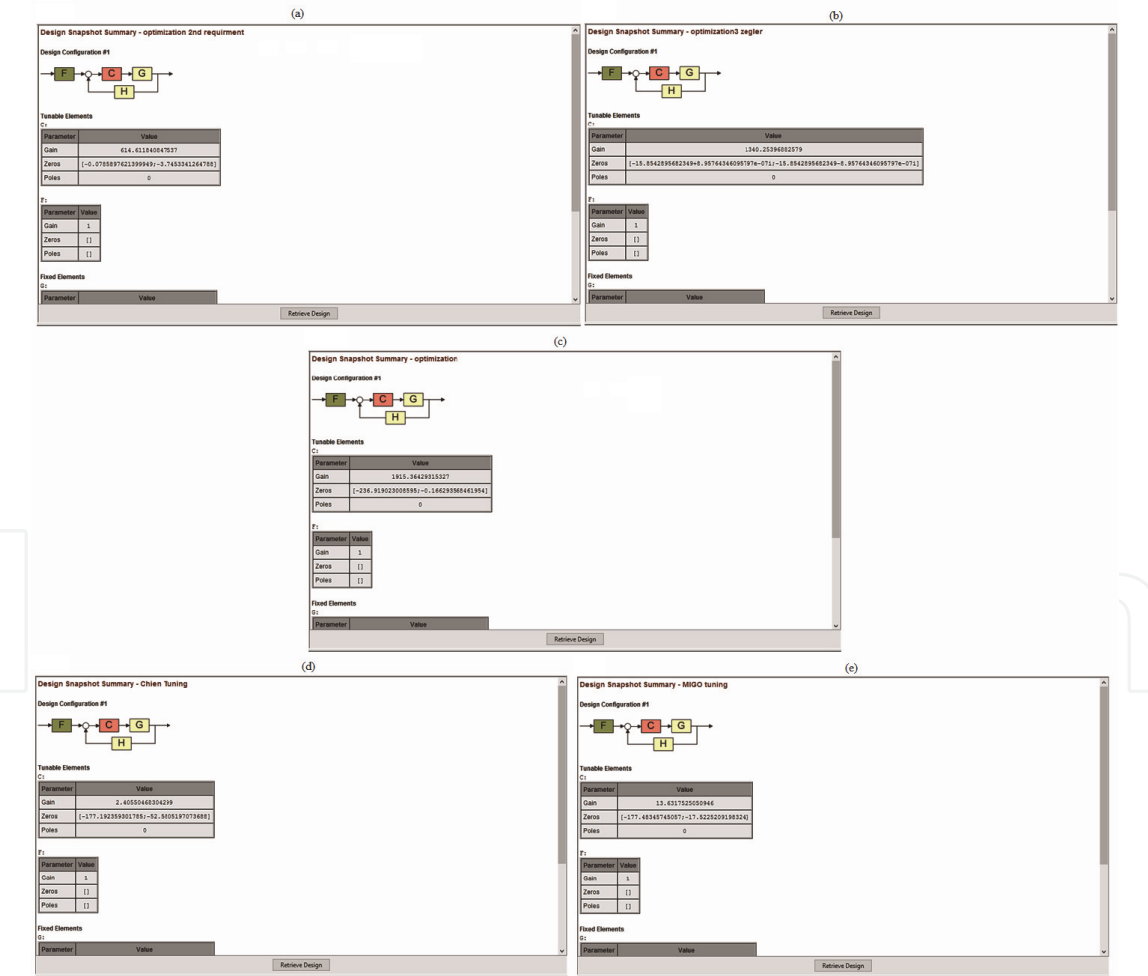 (a)
Design Snapshot Summary - optimization 2nd requirment
Design Configuration #1
F C G
H
Tunable Elements
C:
Parameter Value
Gain 614.611840847537
Zeros [-0.0785897621399949;-3.7453341264788]
Poles 0
F:
Parameter Value
Gain 1
Zeros []
Poles []
Fixed Elements
G:
Parameter Value
Retrieve Design
(b)
Design Snapshot Summary - optimization3 zegler
Design Configuration #1
F C G
H
Tunable Elements
C:
Parameter Value
Gain 1340.25396882579
Zeros [-15.8542895682349+8.95764346095797e-07i;-15.8542895682349-8.95764346095797e-07i]
Poles 0
F:
Parameter Value
Gain 1
Zeros []
Poles []
Fixed Elements
G:
Parameter Value
Retrieve Design
(c)
Design Snapshot Summary - optimization
Design Configuration #1
F C G
H
Tunable Elements
C:
Parameter Value
Gain 1915.36429315327
Zeros [-236.919023008595;-0.166293568461954]
Poles 0
F:
Parameter Value
Gain 1
Zeros []
Poles []
Fixed Elements
G:
Parameter Value
Retrieve Design
(d)
Design Snapshot Summary - Chien Tuning
Design Configuration #1
F C G
H
Tunable Elements
C:
Parameter Value
Gain 2.40550468304299
Zeros [-177.192359301785;-52.5805197073688]
Poles 0
F:
Parameter Value
Gain 1
Zeros []
Poles []
Fixed Elements
G:
Parameter Value
Retrieve Design
(e)
Design Snapshot Summary - MIGO tuning
Design Configuration #1
F C G
H
Tunable Elements
C:
Parameter Value
Gain 13.6317525050946
Zeros [-177.48345745057;-17.5225209198324]
Poles 0
F:
Parameter Value
Gain 1
Zeros []
Poles []
Fixed Elements
G:
Parameter Value
Retrieve Design